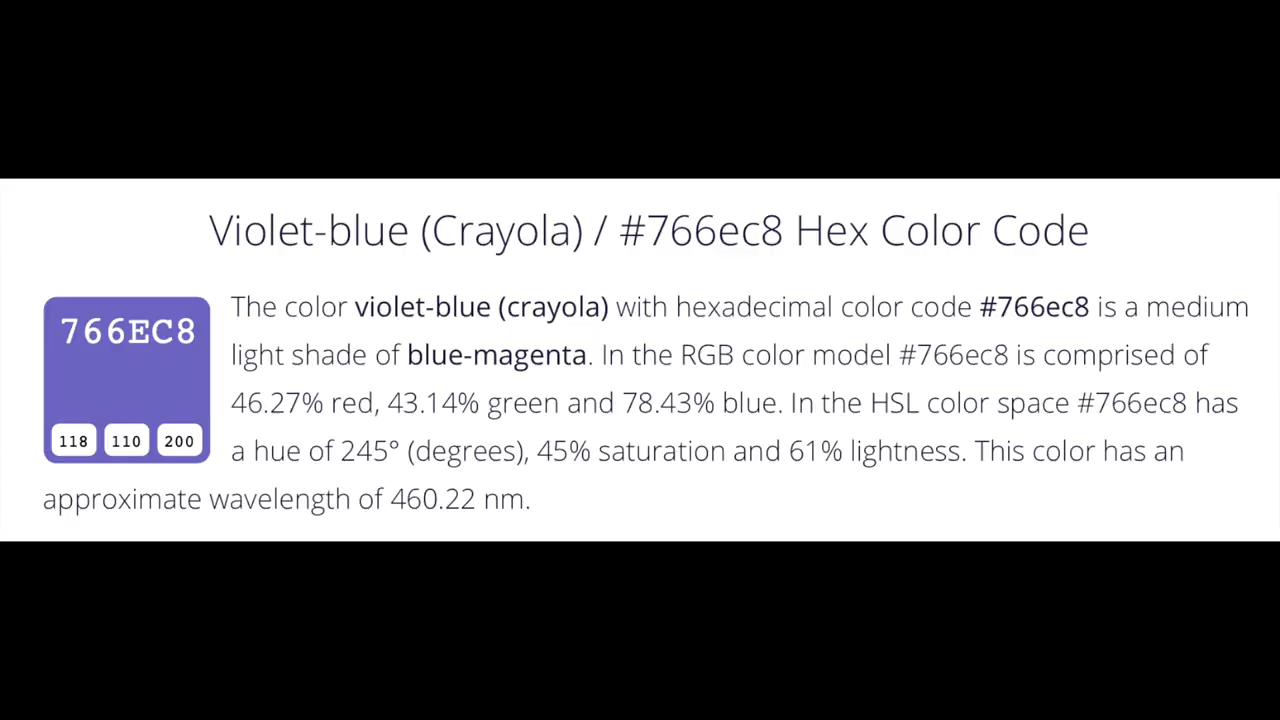 Violet-blue (Crayola) / #766ec8 Hex Color Code
766EC8
118 110 200
The color violet-blue (crayola) with hexadecimal color code #766ec8 is a medium
light shade of blue-magenta. In the RGB color model #766ec8 is comprised of
46.27% red, 43.14% green and 78.43% blue. In the HSL color space #766ec8 has
a hue of 245° (degrees), 45% saturation and 61% lightness. This color has an
approximate wavelength of 460.22 nm.